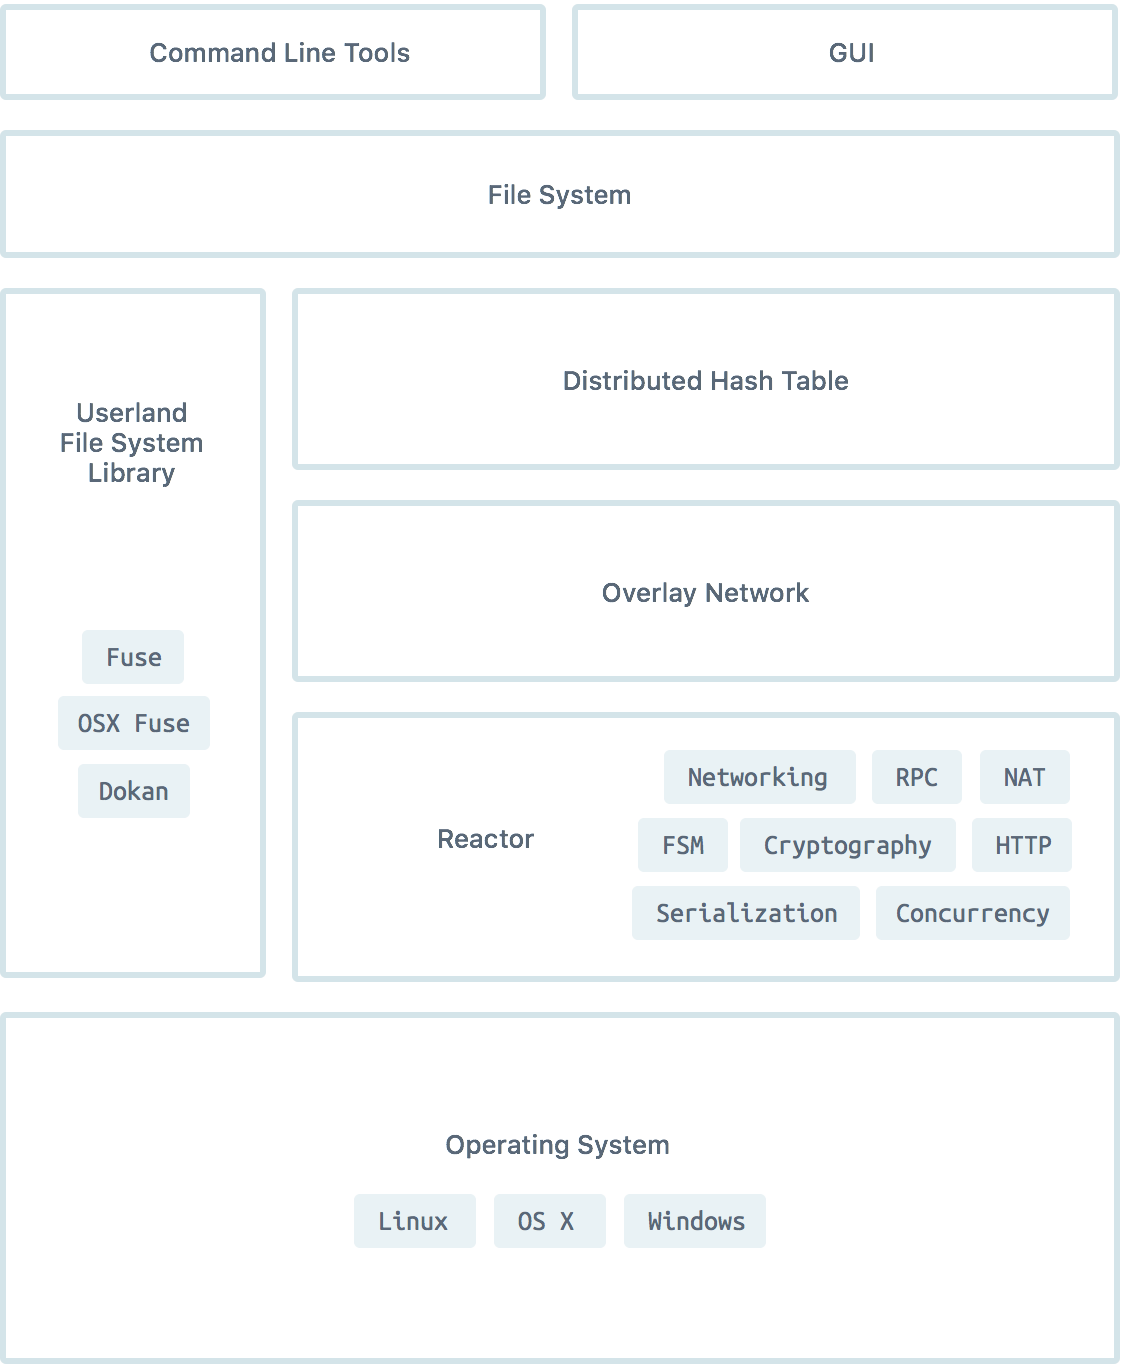 Command Line Tools
GUI
File System
Userland
File System
Library
Fuse
OSX Fuse
Dokan
Distributed Hash Table
Overlay Network
Reactor
Networking RPC NAT
FSM Cryptography HTTP
Serialization Concurrency
Operating System
Linux OS X Windows